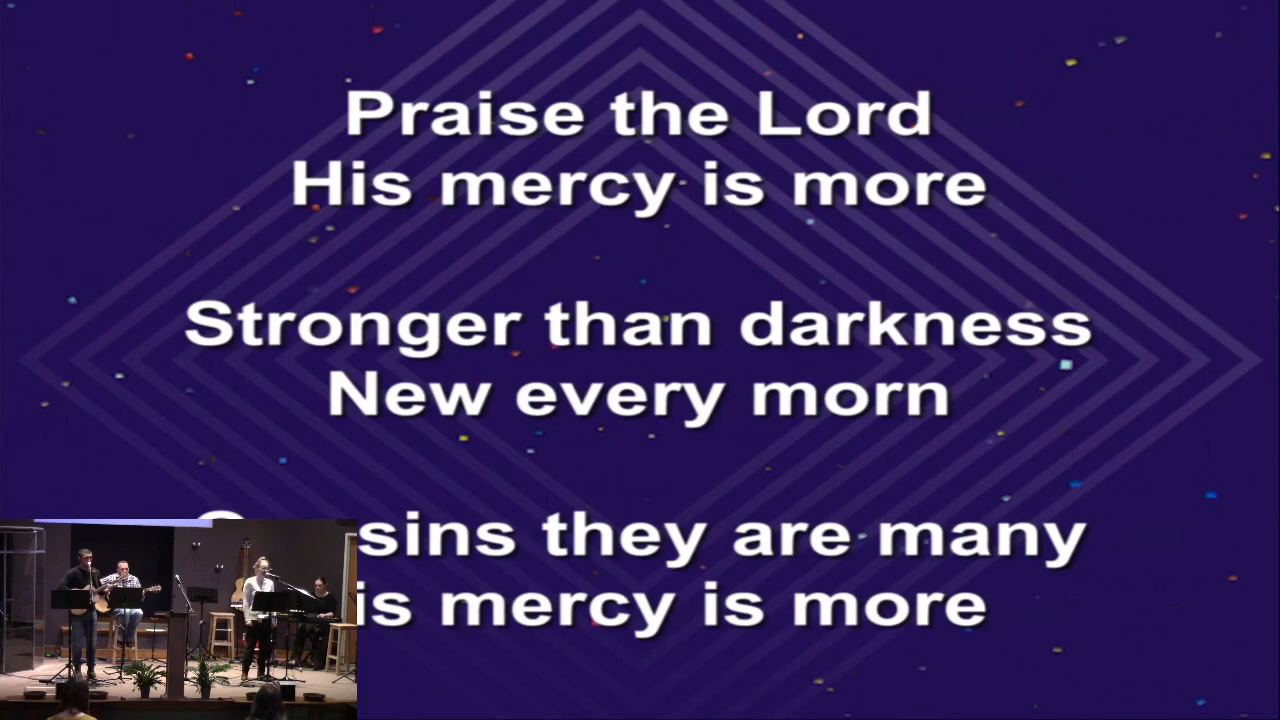 Praise the Lord
His mercy is more
Stronger than darkness
New every morn
sins they are many
is mercy is more